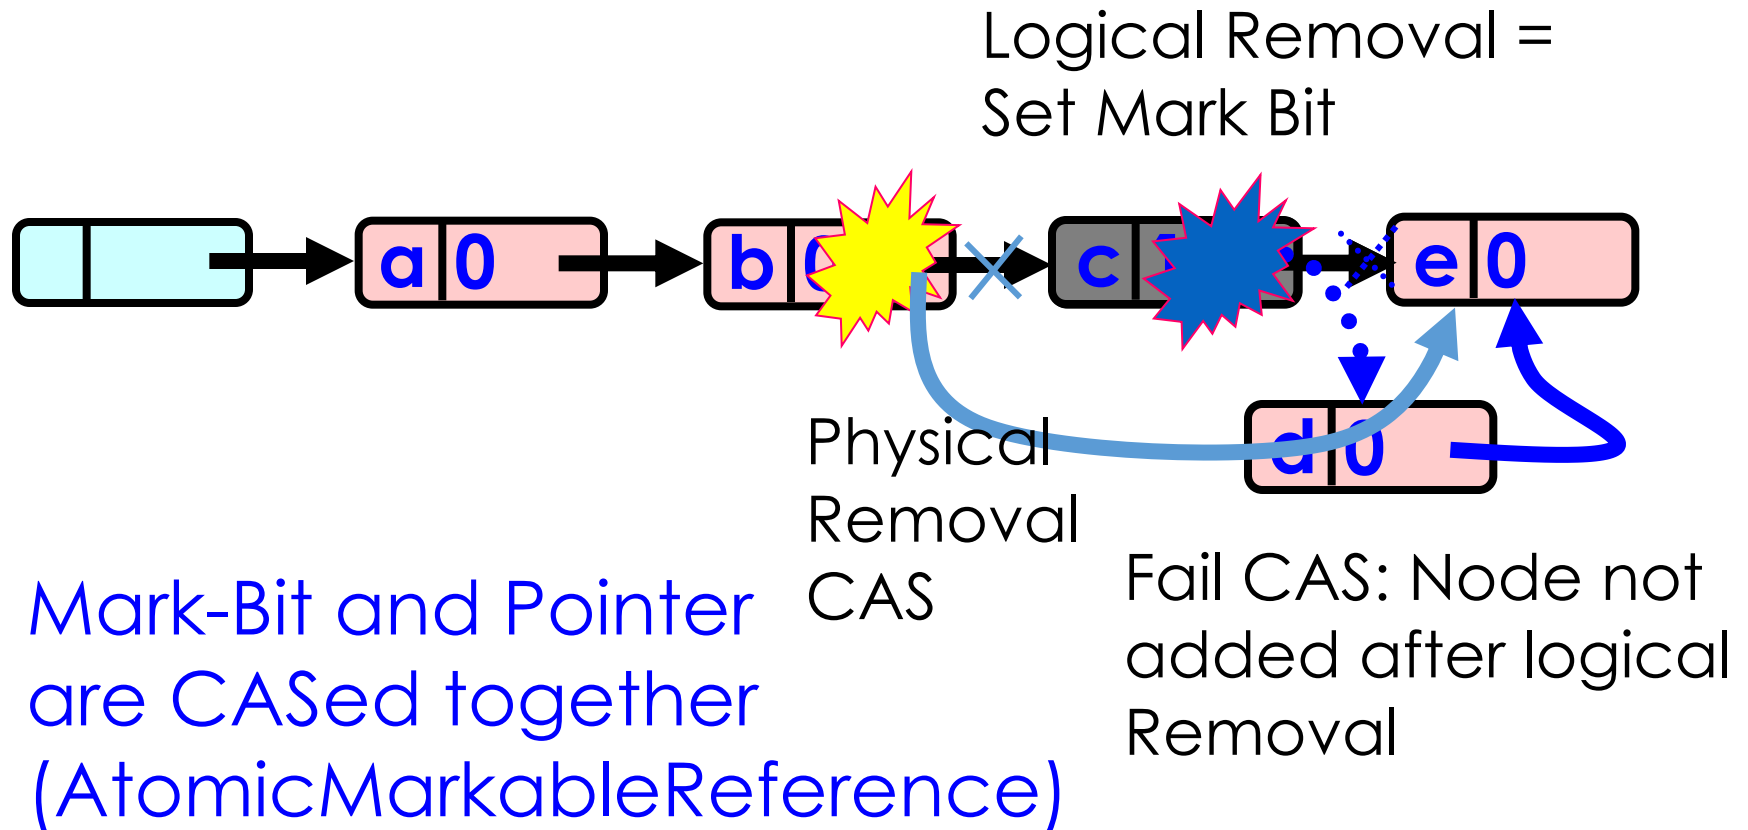 Logical Removal =
Set Mark Bit
a 0
b 0
c
e 0
d 0
Physical
Removal
CAS
Fail CAS: Node not
added after logical
Removal
Mark-Bit and Pointer
are CASed together
(AtomicMarkableReference)